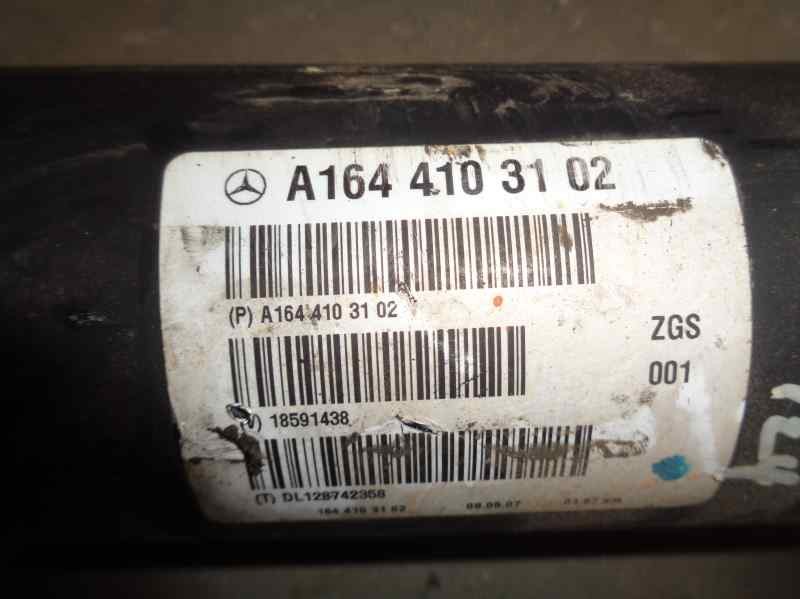 A164 410 31 02
(P) A164 410 31 02
ZGS
001
(V) 18591438
(T) DL128742358
164 410 31 02